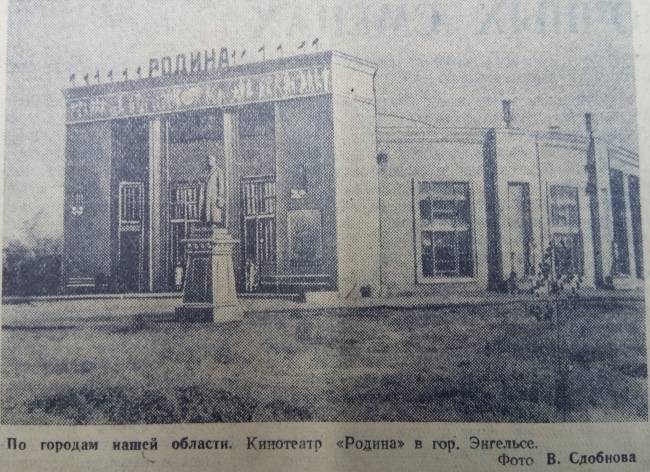 РОДИНА
По городам нашей области. Кинотеатр «Родина» в гор. Энгельсе.
Фото В. Сдобнова